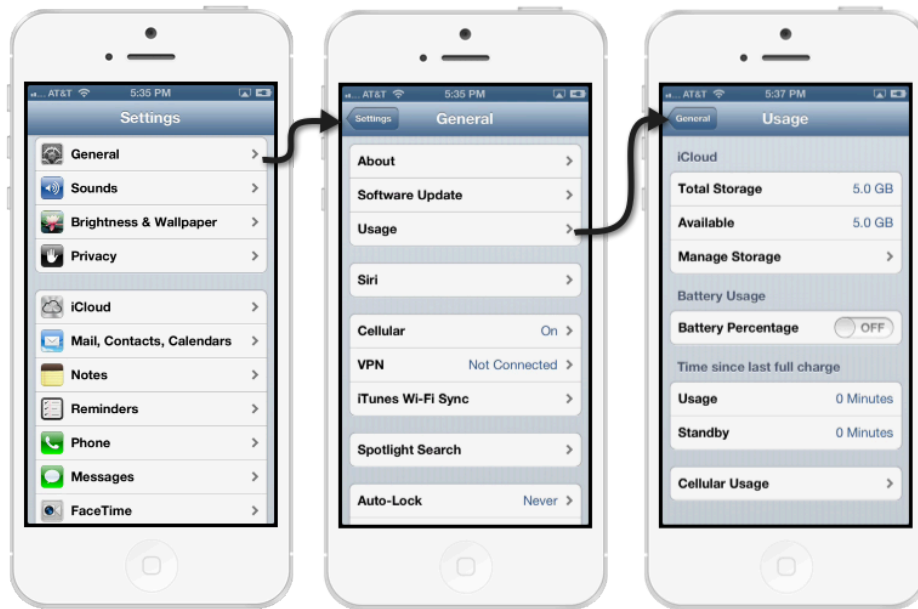 AT&T 5:35 PM
Settings
General
Sounds
Brightness & Wallpaper
Privacy
iCloud
Mail, Contacts, Calendars
Notes
Reminders
Phone
Messages
FaceTime
AT&T 5:35 PM
Settings General
About
Software Update
Usage
Siri
Cellular On
VPN Not Connected
iTunes Wi-Fi Sync
Spotlight Search
Auto-Lock Never
AT&T 5:37 PM
General Usage
iCloud
Total Storage 5.0 GB
Available 5.0 GB
Manage Storage
Battery Usage
Battery Percentage OFF
Time since last full charge
Usage 0 Minutes
Standby 0 Minutes
Cellular Usage